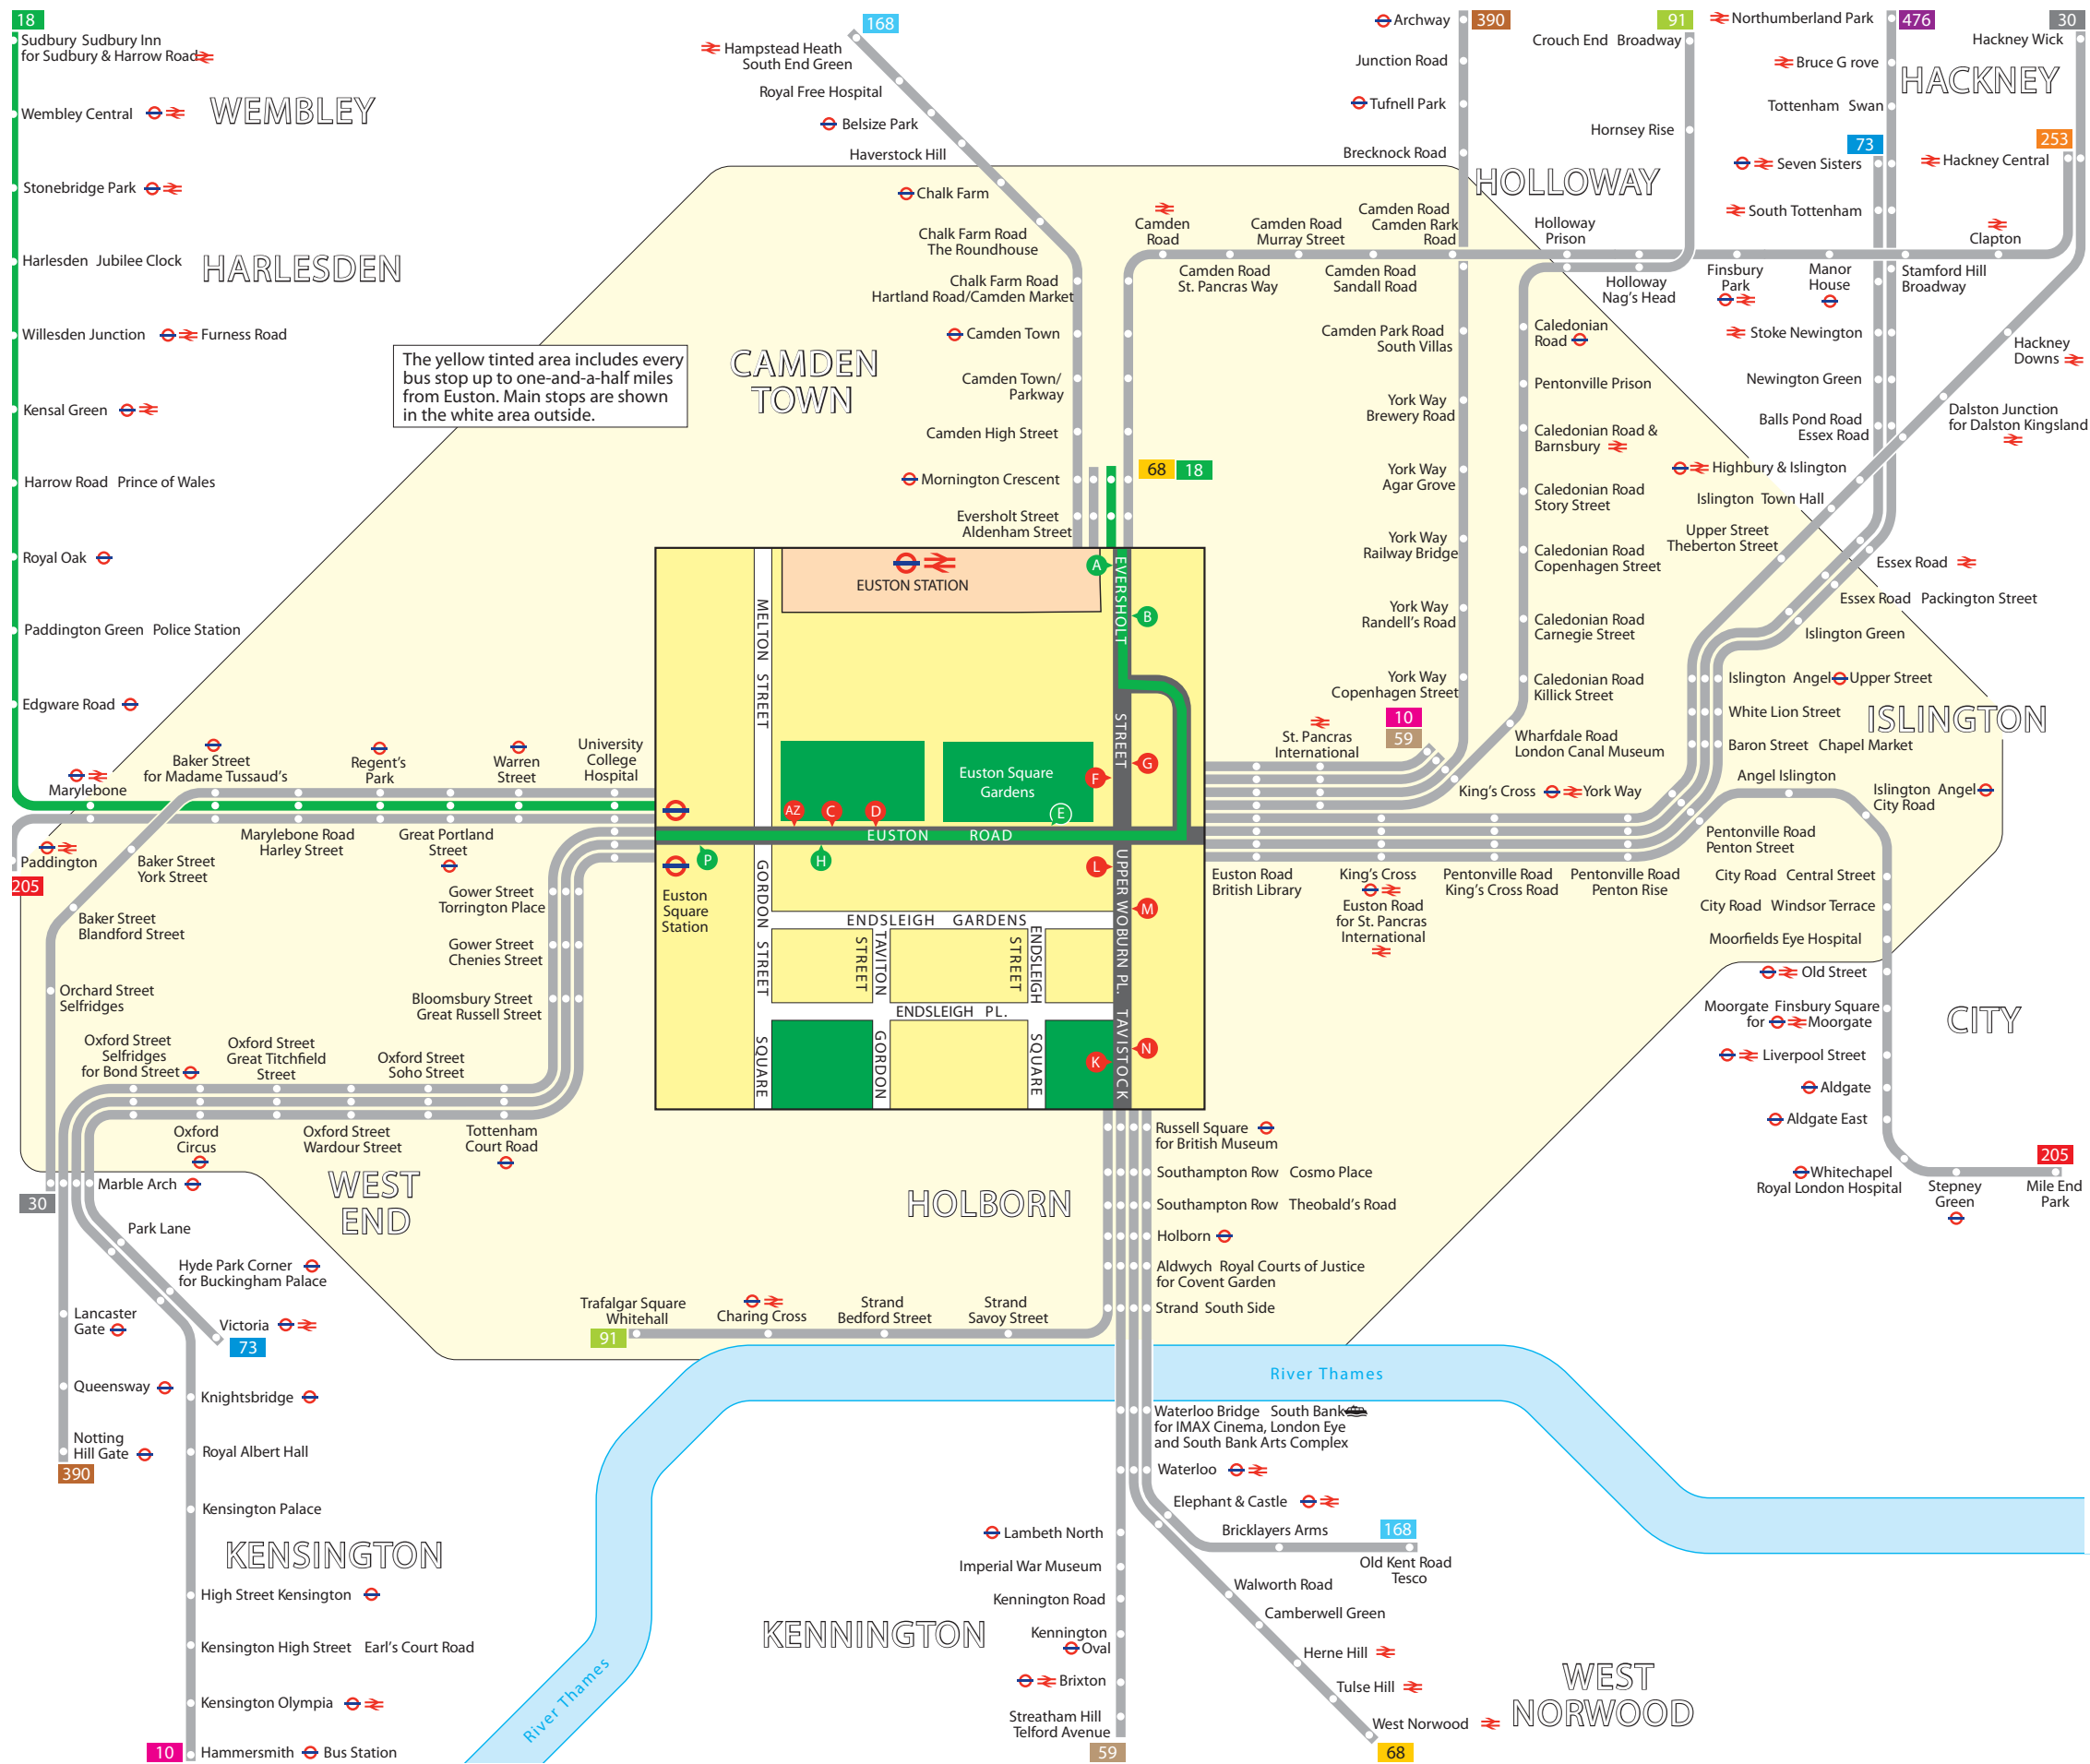 18
Sudbury Sudbury Inn
for Sudbury & Harrow Road
Wembley Central
WEMBLEY
Stonebridge Park
Harlesden Jubilee Clock
HARLESDEN
Willesden Junction
Furness Road
Kensal Green
Harrow Road Prince of Wales
Royal Oak
Paddington Green Police Station
Edgware Road
Marylebone
Paddington
205
The yellow tinted area includes every
bus stop up to one-and-a-half miles
from Euston. Main stops are shown
in the white area outside.
168
Hampstead Heath
South End Green
Royal Free Hospital
Belsize Park
Haverstock Hill
Chalk Farm
Chalk Farm Road
The Roundhouse
Chalk Farm Road
Hartland Road/Camden Market
Camden Town
CAMDEN
TOWN
Camden Town/
Parkway
Camden High Street
Mornington Crescent
Eversholt Street
Aldenham Street
68
18
Camden
Road
Camden Road
St. Pancras Way
Camden Road
Murray Street
Camden Road
Sandall Road
Camden Road
Camden Rark
Road
390
Archway
Junction Road
Tufnell Park
Brecknock Road
HOLLOWAY
Camden Park Road
South Villas
York Way
Brewery Road
York Way
Agar Grove
York Way
Railway Bridge
York Way
Randell's Road
York Way
Copenhagen Street
10
59
St. Pancras
International
91
Crouch End Broadway
Hornsey Rise
Holloway
Prison
Holloway
Nag's Head
Caledonian
Road
Pentonville Prison
Caledonian Road &
Barnsbury
Caledonian Road
Story Street
Caledonian Road
Copenhagen Street
Caledonian Road
Carnegie Street
Caledonian Road
Killick Street
Wharfdale Road
London Canal Museum
King's Cross
York Way
Northumberland Park
476
Bruce G rove
Tottenham Swan
73
Seven Sisters
South Tottenham
Finsbury
Park
Manor
House
Stamford Hill
Broadway
Stoke Newington
Newington Green
Balls Pond Road
Essex Road
30
Hackney Wick
HACKNEY
253
Hackney Central
Clapton
Hackney
Downs
Dalston Junction
for Dalston Kingsland
Highbury & Islington
Islington Town Hall
Upper Street
Theberton Street
Essex Road
Essex Road Packington Street
Islington Green
Islington Angel
Upper Street
White Lion Street
ISLINGTON
Baron Street Chapel Market
Angel Islington
Islington Angel
City Road
Pentonville Road
Penton Street
City Road Central Street
City Road Windsor Terrace
Moorfields Eye Hospital
Old Street
Moorgate Finsbury Square
for
Moorgate
CITY
Liverpool Street
Aldgate
Aldgate East
Whitechapel
Royal London Hospital
Stepney
Green
205
Mile End
Park
Baker Street
for Madame Tussaud's
Regent's
Park
Warren
Street
University
College
Hospital
Marylebone Road
Harley Street
Great Portland
Street
Baker Street
York Street
Baker Street
Blandford Street
Orchard Street
Selfridges
Gower Street
Torrington Place
Gower Street
Chenies Street
Bloomsbury Street
Great Russell Street
Oxford Street
Selfridges
for Bond Street
Oxford Street
Great Titchfield
Street
Oxford Street
Soho Street
Oxford
Circus
Oxford Street
Wardour Street
Tottenham
Court Road
EUSTON STATION
A
B
EVERSHOLT
STREET
MELTON STREET
Euston Square
Gardens
F
G
AZ
C
D
E
EUSTON ROAD
P
H
L
M
Euston
Square
Station
GORDON STREET
ENDSLEIGH GARDENS
TAVITON
STREET
ENDSLEIGH
STREET
UPPER WOBURN PL.
ENDSLEIGH PL.
SQUARE
GORDON
SQUARE
TAVISTOCK
K
N
Euston Road
British Library
King's Cross
Euston Road
for St. Pancras
International
Pentonville Road
King's Cross Road
Pentonville Road
Penton Rise
Marble Arch
30
WEST
END
Park Lane
Hyde Park Corner
for Buckingham Palace
Victoria
73
Lancaster
Gate
Queensway
Notting
Hill Gate
390
Knightsbridge
Royal Albert Hall
Kensington Palace
KENSINGTON
High Street Kensington
Kensington High Street Earl's Court Road
Kensington Olympia
10
Hammersmith
Bus Station
HOLBORN
Russell Square
for British Museum
Southampton Row Cosmo Place
Southampton Row Theobald's Road
Holborn
Aldwych Royal Courts of Justice
for Covent Garden
Strand South Side
Trafalgar Square
Whitehall
91
Charing Cross
Strand
Bedford Street
Strand
Savoy Street
River Thames
River Thames
Waterloo Bridge South Bank
for IMAX Cinema, London Eye
and South Bank Arts Complex
Waterloo
Elephant & Castle
Bricklayers Arms
168
Old Kent Road
Tesco
Lambeth North
Imperial War Museum
Kennington Road
KENNINGTON
Kennington
Oval
Brixton
Streatham Hill
Telford Avenue
59
Walworth Road
Camberwell Green
Herne Hill
Tulse Hill
West Norwood
WEST
NORWOOD
68